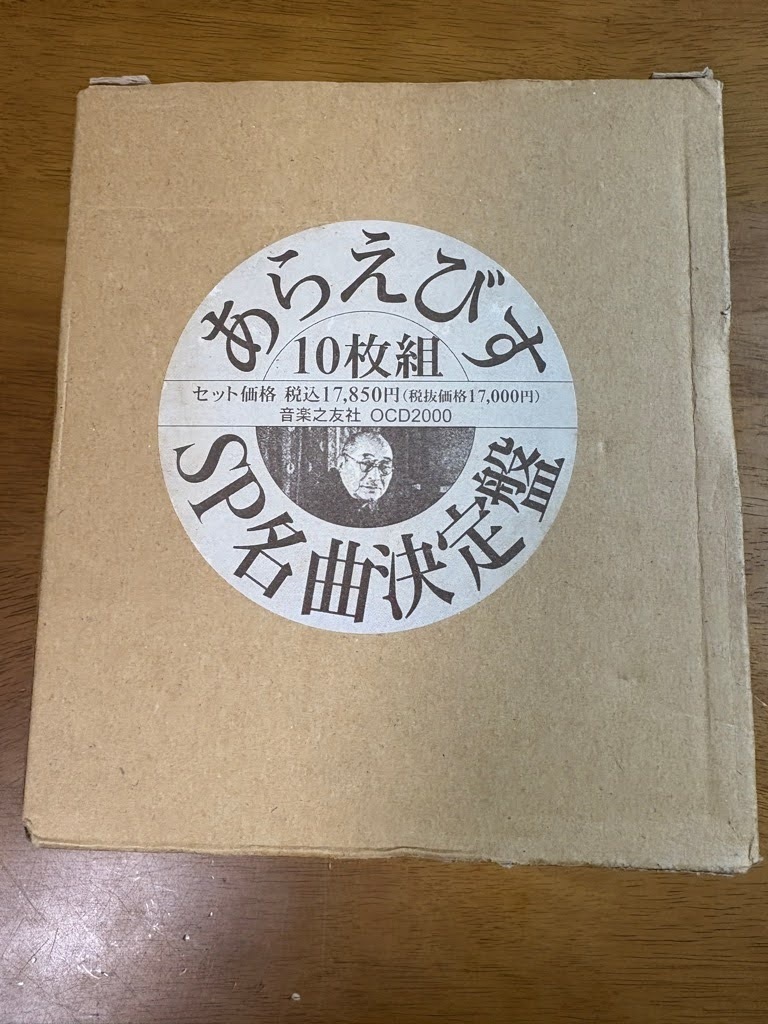 あらえびす
10枚組
セット価格 税込17,850円(税抜価格17,000円)
音楽之友社 OCD2000
SP名曲決定盤